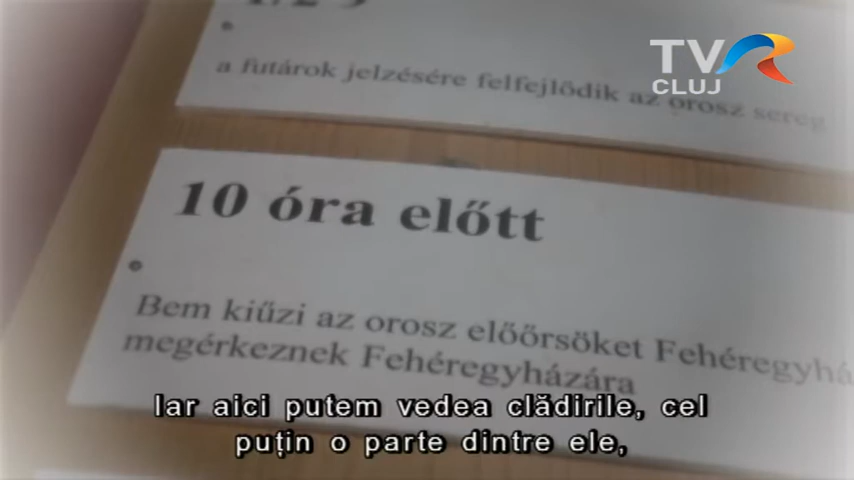 TVR
CLUJ
a futárok jelzésére felfejlődik az orosz sereg
10 óra előtt
Bem kiűzi az orosz előőrsöket
megérkeznek Fehéregyházára
Iar aici putem vedea clădirile, cel
puțin o parte dintre ele,